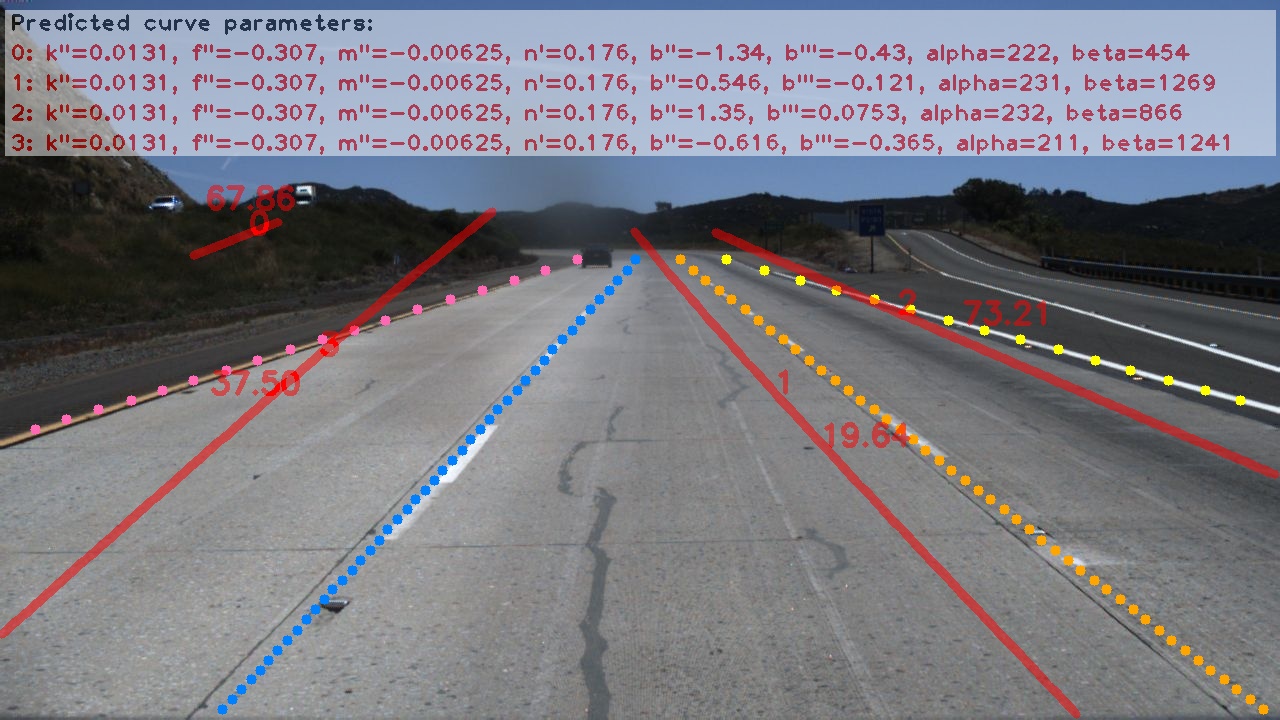 Predicted curve parameters:
0: k''=0.0131, f''=−0.307, m''=−0.00625, n'=0.176, b''=−1.34, b'''=−0.43, alpha=222, beta=454
1: k''=0.0131, f''=−0.307, m''=−0.00625, n'=0.176, b''=0.546, b'''=−0.121, alpha=231, beta=1269
2: k''=0.0131, f''=−0.307, m''=−0.00625, n'=0.176, b''=1.35, b'''=0.0753, alpha=232, beta=866
3: k''=0.0131, f''=−0.307, m''=−0.00625, n'=0.176, b''=−0.616, b'''=−0.365, alpha=211, beta=1241
67.86
0
VISTA
POINT
2
73.21
3
37.50
1
19.64